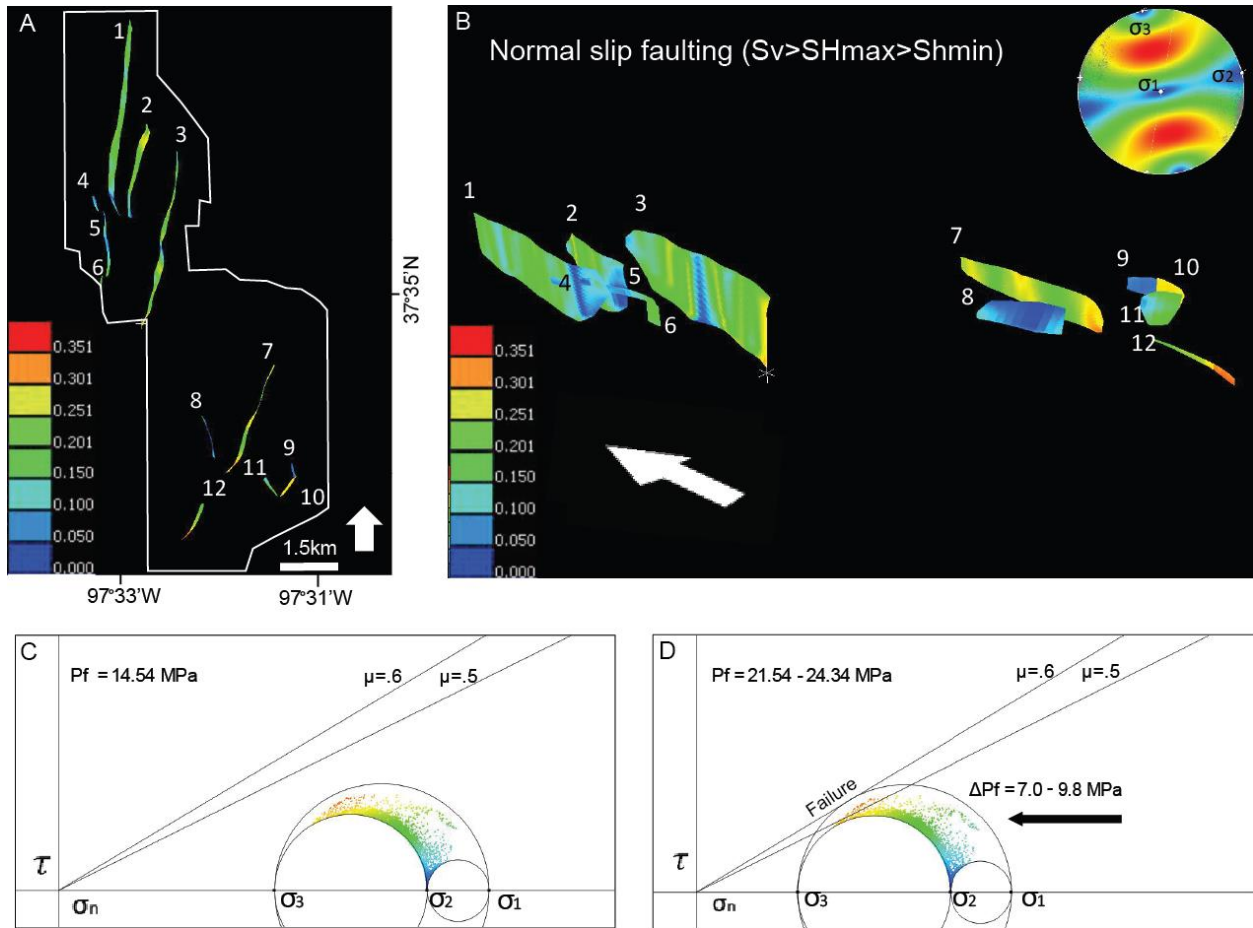 A
1
2
3
4
5
6
7
8
9
11
10
12
0.351
0.301
0.251
0.201
0.150
0.100
0.050
0.000
1.5km
37°35'N
97°33'W
97°31'W
B
Normal slip faulting (Sv>SHmax>Shmin)
σ3
σ2
σ1
1
2
3
4
5
6
7
8
9
10
11
12
0.351
0.301
0.251
0.201
0.150
0.100
0.050
0.000
C
Pf = 14.54 MPa
μ=.6
μ=.5
τ
σn
σ3
σ2
σ1
D
Pf = 21.54 - 24.34 MPa
μ=.6
μ=.5
Failure
ΔPf = 7.0 - 9.8 MPa
τ
σn
σ3
σ2
σ1